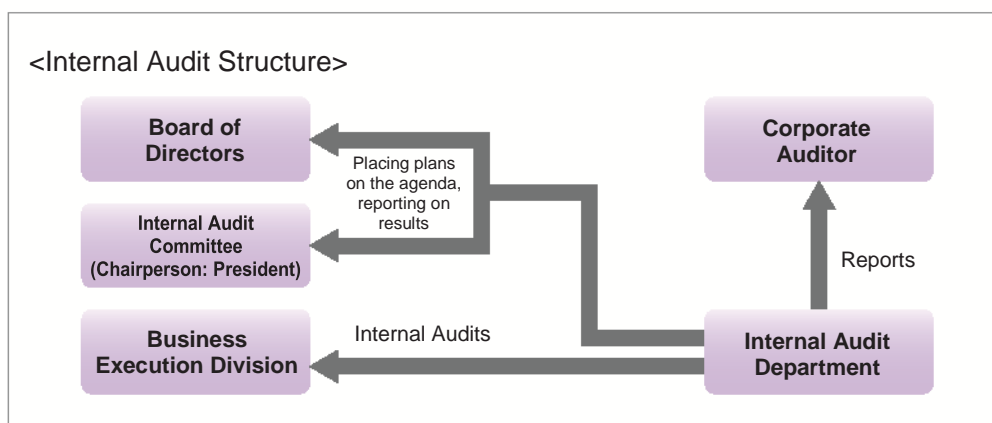 <Internal Audit Structure>
Board of
Directors
Placing plans
on the agenda,
reporting on
results
Internal Audit
Committee
(Chairperson: President)
Business
Execution Division
Internal Audits
Corporate
Auditor
Reports
Internal Audit
Department